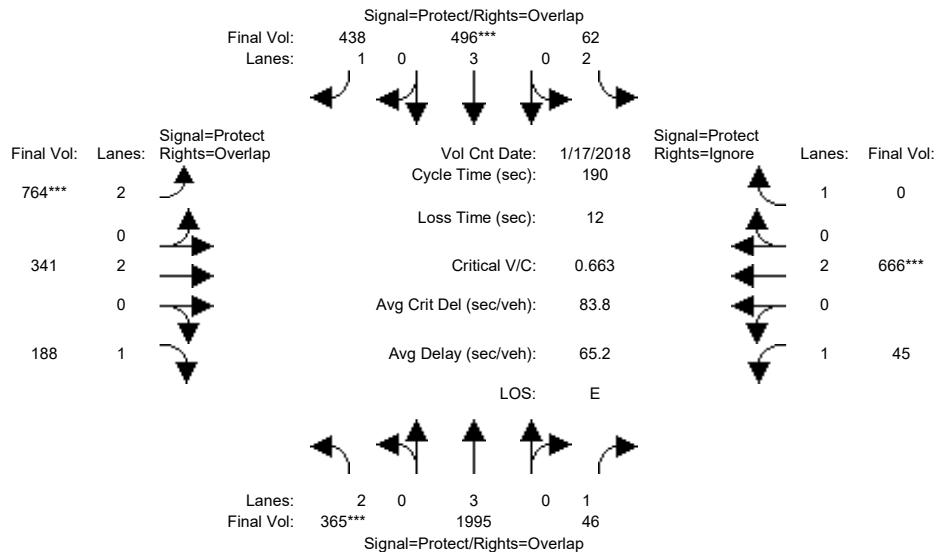 Signal=Protect/Rights=Overlap
Final Vol: 438 496*** 62
Lanes: 1 0 3 0 2
Signal=Protect Signal=Protect
Final Vol: Lanes: Rights=Overlap Vol Cnt Date: 1/17/2018 Rights=Ignore Lanes: Final Vol:
Cycle Time (sec): 190
764*** 2 1 0
Loss Time (sec): 12
0 0
341 2 Critical V/C: 0.663 2 666***
0 Avg Crit Del (sec/veh): 83.8 0
188 1 Avg Delay (sec/veh): 65.2 1 45
LOS: E
Lanes: 2 0 3 0 1
Final Vol: 365*** 1995 46
Signal=Protect/Rights=Overlap